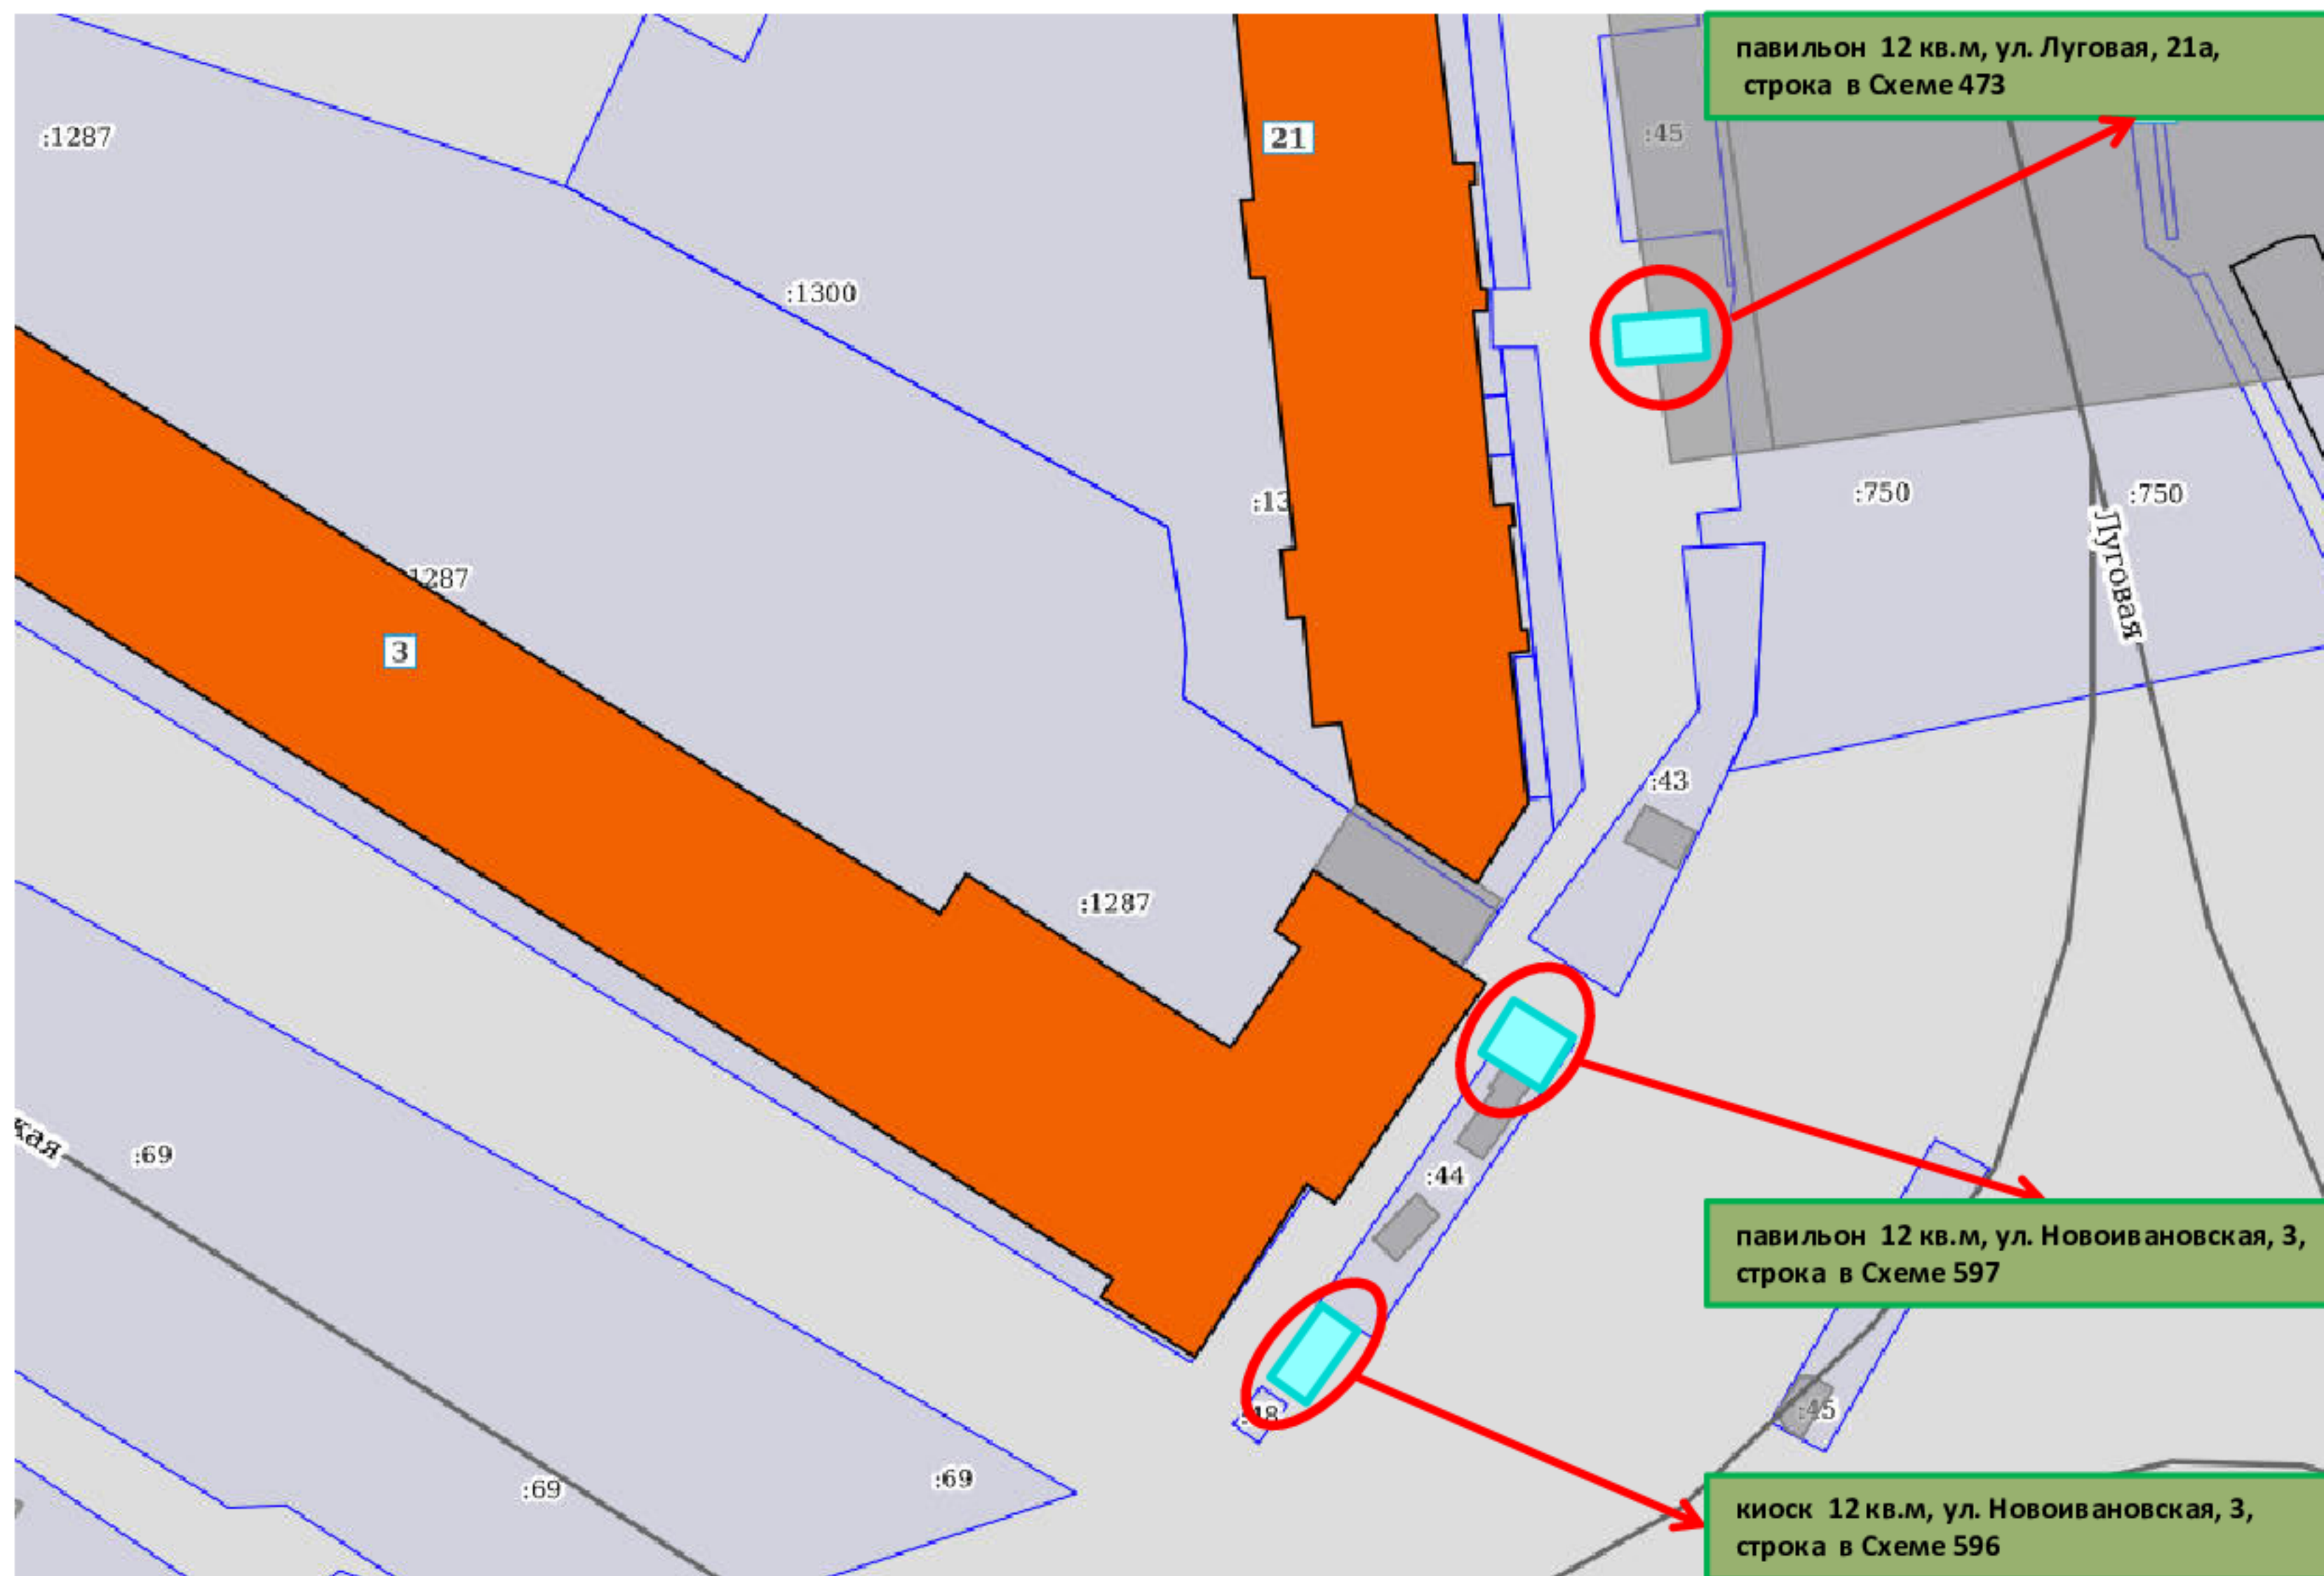 павильон 12 кв.м, ул. Луговая, 21а,
строка в Схеме 473
:1287
21
:45
:1300
:13
:750
:750
Луговая
:1287
3
:43
:1287
кая
:69
:44
павильон 12 кв.м, ул. Новоивановская, 3,
строка в Схеме 597
:48
:45
:69
:69
киоск 12 кв.м, ул. Новоивановская, 3,
строка в Схеме 596